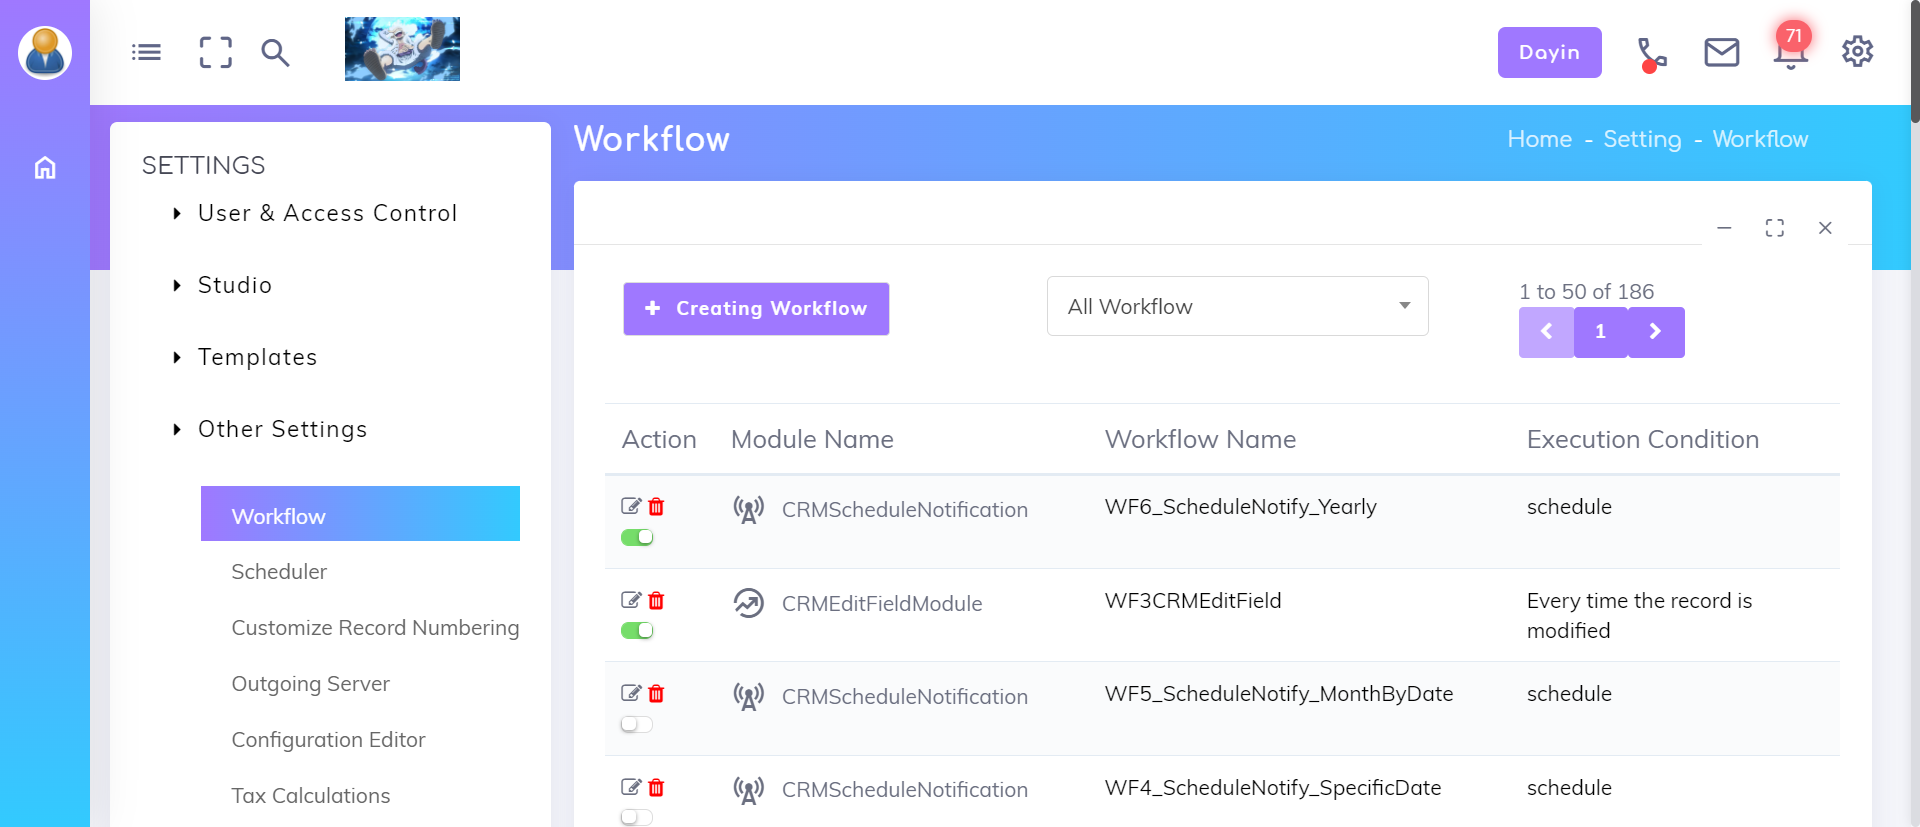 Dayin
71
SETTINGS
User & Access Control
Studio
Templates
Other Settings
Workflow
Scheduler
Customize Record Numbering
Outgoing Server
Configuration Editor
Tax Calculations
Workflow
Home - Setting - Workflow
Creating Workflow
All Workflow
1 to 50 of 186
1
Action Module Name Workflow Name Execution Condition
CRMScheduleNotification WF6_ScheduleNotify_Yearly schedule
CRMEditFieldModule WF3CRMEditField Every time the record is
modified
CRMScheduleNotification WF5_ScheduleNotify_MonthByDate schedule
CRMScheduleNotification WF4_ScheduleNotify_SpecificDate schedule